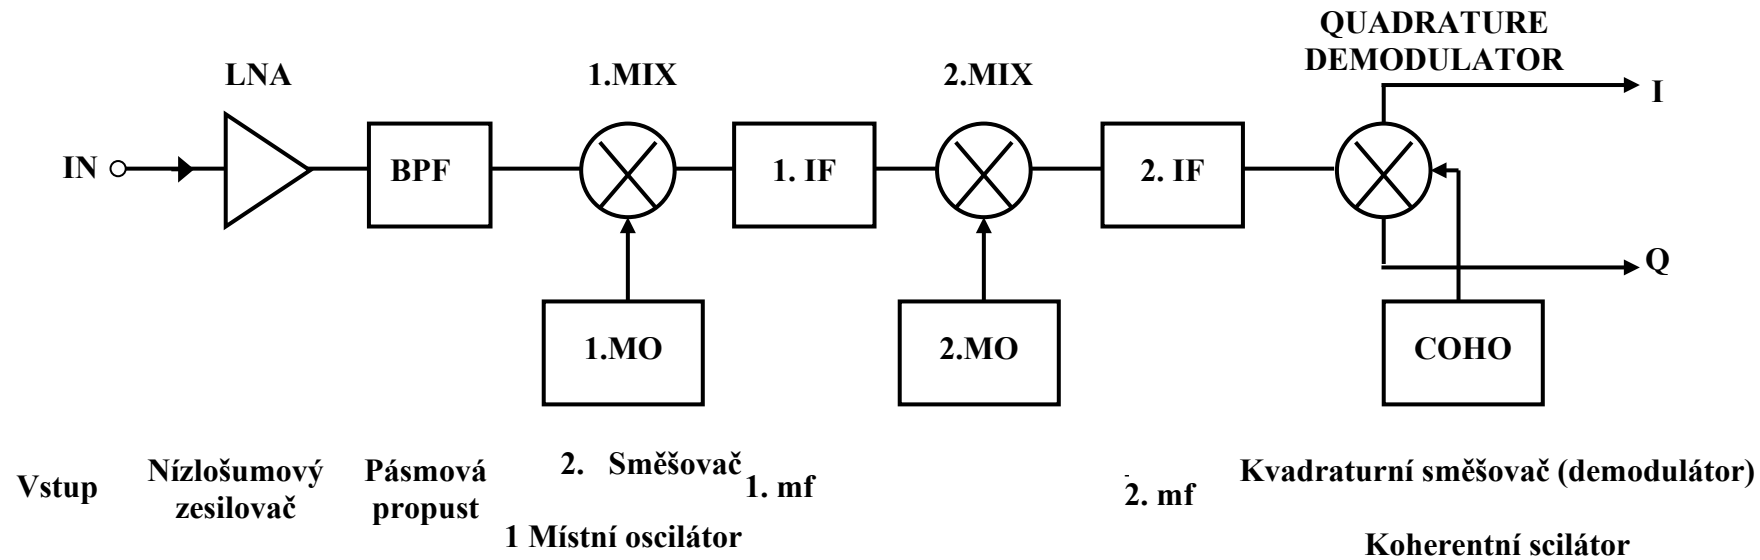 QUADRATURE
DEMODULATOR
LNA
1.MIX
2.MIX
I
IN
BPF
1. IF
2. IF
Q
1.MO
2.MO
COHO
Vstup
Nízlošumový
zesilovač
Pásmová
propust
2. Směšovač
1. mf
1 Místní oscilátor
2. mf
Kvadraturní směšovač (demodulátor)
Koherentní scilátor